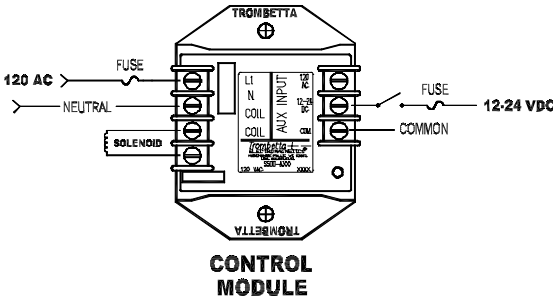 TROMBETTA
FUSE
120 AC
NEUTRAL
SOLENOID
L1
N
COIL
COIL
AUX INPUT
120
AC
12-24
DC
COM
FUSE
12-24 VDC
COMMON
Trombetta
120 VAC XXXX
TROMBETTA
CONTROL
MODULE